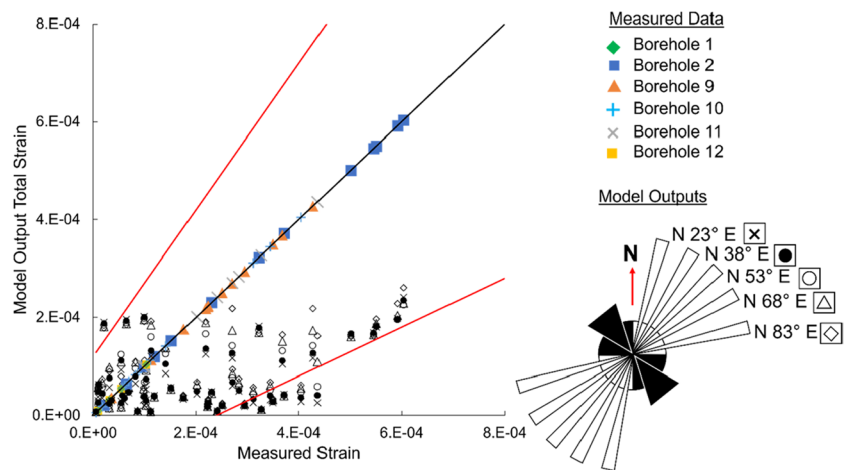 8.E-04
6.E-04
4.E-04
2.E-04
0.E+00
Model Output Total Strain
0.E+00 2.E-04 4.E-04 6.E-04 8.E-04
Measured Strain
Measured Data
Borehole 1
Borehole 2
Borehole 9
Borehole 10
Borehole 11
Borehole 12
Model Outputs
N
N 23° E
N 38° E
N 53° E
N 68° E
N 83° E